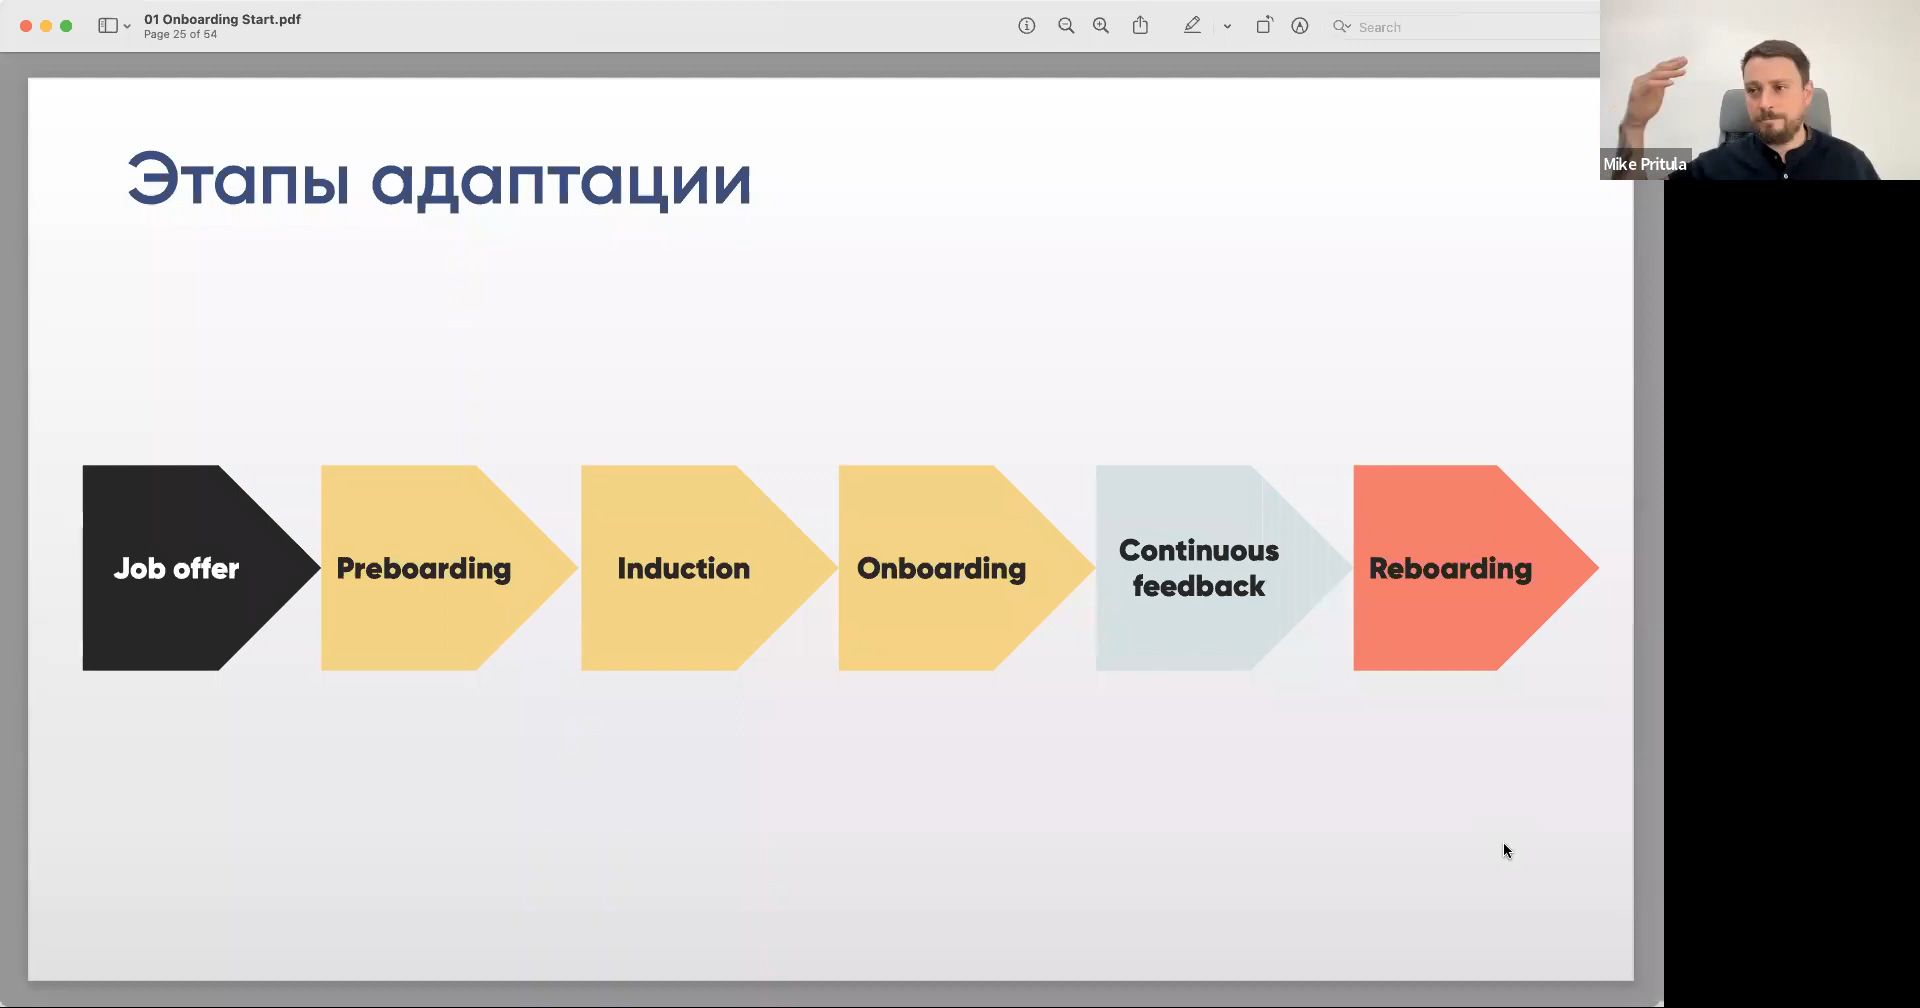 01 Onboarding Start.pdf
Page 25 of 54
Search
Mike Pritula
Этапы адаптации
Job offer
Preboarding
Induction
Onboarding
Continuous
feedback
Reboarding